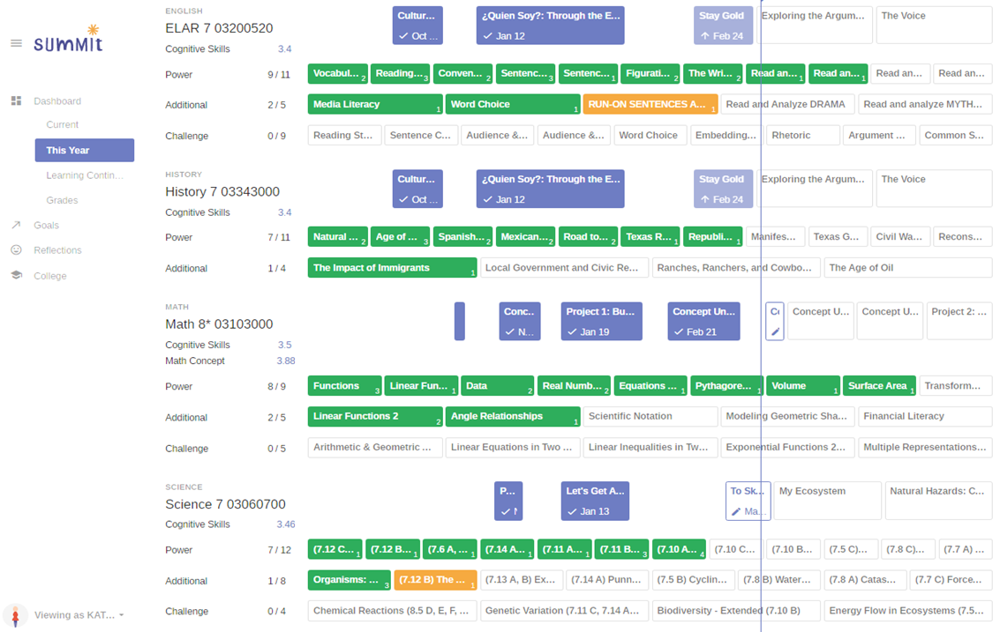 SUMMIT
Dashboard
Current
This Year
Learning Contin...
Grades
Goals
Reflections
College
Viewing as KAT...
ENGLISH
ELAR 7 03200520
Cognitive Skills 3.4
Cultur... ¿Quien Soy?: Through the E... Stay Gold Exploring the Argum... The Voice
Oct ... Jan 12 Feb 24
Power 9 / 11 Vocabul... 2 Reading... 3 Conven... 2 Sentenc... 3 Sentenc... 1 Figurati... 2 The Wri... 2 Read an... 1 Read an... 1 Read an... Read an...
Additional 2 / 5 Media Literacy 1 Word Choice 1 RUN-ON SENTENCES A... 1 Read and Analyze DRAMA Read and analyze MYTH...
Challenge 0 / 9 Reading St... Sentence C... Audience &... Audience &... Word Choice Embedding... Rhetoric Argument ... Common S...
HISTORY
History 7 03343000
Cognitive Skills 3.4
Cultur... ¿Quien Soy?: Through the E... Stay Gold Exploring the Argum... The Voice
Oct ... Jan 12 Feb 24
Power 7 / 11 Natural ... 2 Age of ... 3 Spanish... 2 Mexican... 2 Road to... 2 Texas R... 1 Republi... 1 Manifes... Texas G... Civil Wa... Recons...
Additional 1 / 4 The Impact of Immigrants 1 Local Government and Civic Re... Ranches, Ranchers, and Cowbo... The Age of Oil
MATH
Math 8* 03103000
Cognitive Skills 3.5
Math Concept 3.88
Conc... Project 1: Bu... Concept Un... Concept U... Concept U... Project 2: ...
N... Jan 19 Feb 21
Power 8 / 9 Functions 3 Linear Fun... 1 Data 2 Real Numb... 2 Equations ... 1 Pythagore... 1 Volume 1 Surface Area 1 Transform...
Additional 2 / 5 Linear Functions 2 2 Angle Relationships 1 Scientific Notation Modeling Geometric Sha... Financial Literacy
Challenge 0 / 5 Arithmetic & Geometric ... Linear Equations in Two ... Linear Inequalities in Tw... Exponential Functions 2... Multiple Representations...
SCIENCE
Science 7 03060700
Cognitive Skills 3.46
P... Let's Get A... To Sk... My Ecosystem Natural Hazards: C...
Jan 13 Ma...
Power 7 / 12 (7.12 C... 1 (7.12 B... 1 (7.6 A, ... 1 (7.14 A... 1 (7.11 A... 1 (7.11 B... 3 (7.10 A... 4 (7.10 C... (7.10 B... (7.5 C)... (7.8 C)... (7.7 A) ...
Additional 1 / 8 Organisms: ... 3 (7.12 B) The ... 1 (7.13 A, B) Ex... (7.14 A) Punn... (7.5 B) Cyclin... (7.8 B) Water... (7.8 A) Catas... (7.7 C) Force...
Challenge 0 / 4 Chemical Reactions (8.5 D, E, F, ... Genetic Variation (7.11 C, 7.14 A... Biodiversity - Extended (7.10 B) Energy Flow in Ecosystems (7.5...